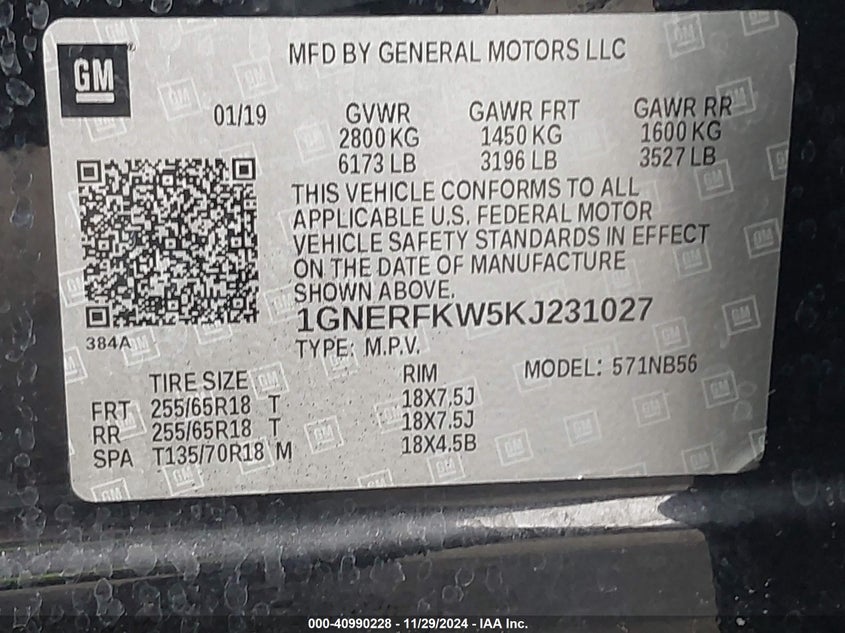 GM
MFD BY GENERAL MOTORS LLC
01/19
GVWR GAWR FRT GAWR RR
2800 KG 1450 KG 1600 KG
6173 LB 3196 LB 3527 LB
THIS VEHICLE CONFORMS TO ALL
APPLICABLE U.S. FEDERAL MOTOR
VEHICLE SAFETY STANDARDS IN EFFECT
ON THE DATE OF MANUFACTURE
SHOWN ABOVE.
1GNERFKW5KJ231027
384A
TYPE: M.P.V.
TIRE SIZE RIM MODEL: 571NB56
FRT 255/65R18 T 18X7.5J
RR 255/65R18 T 18X7.5J
SPA T135/70R18 M 18X4.5B
000-40990228 - 11/29/2024 - IAA Inc.